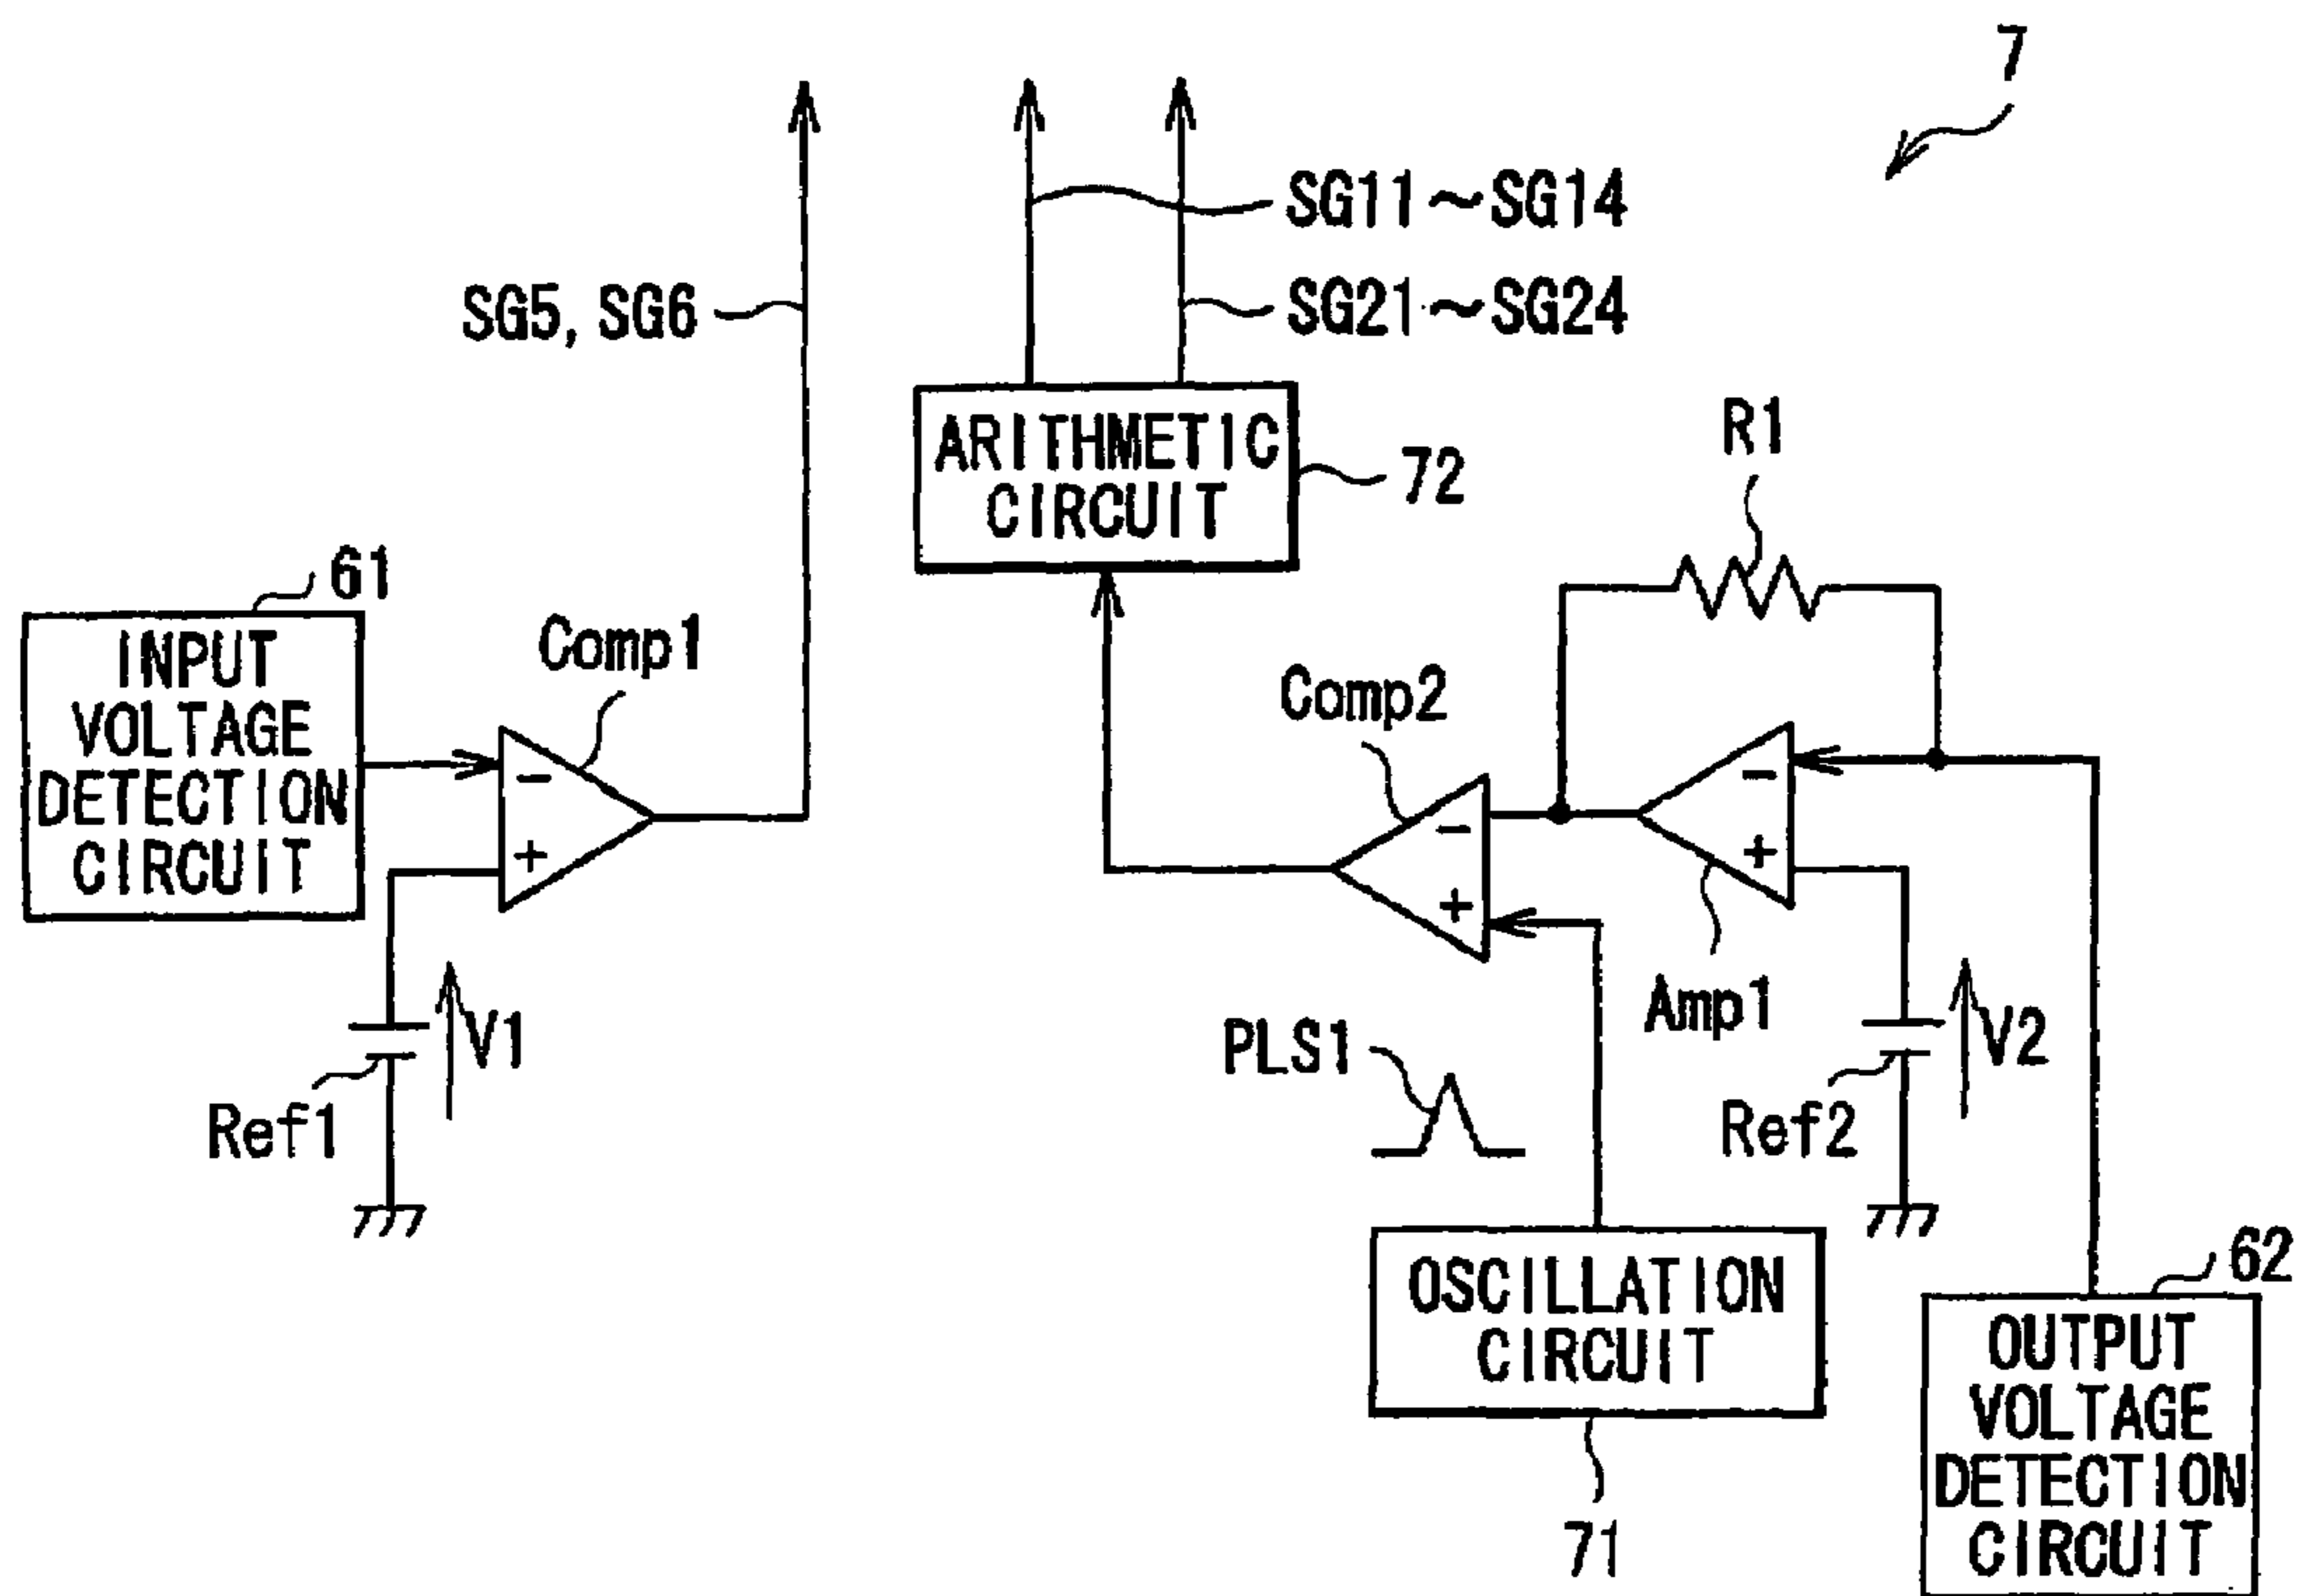 7
SG11～SG14
SG5, SG6
SG21～SG24
ARITHMETIC
CIRCUIT
72
R1
61
INPUT
VOLTAGE
DETECTION
CIRCUIT
Comp1
-
+
Comp2
-
+
-
+
Amp1
V1
Ref1
PLS1
V2
Ref2
OSCILLATION
CIRCUIT
71
62
OUTPUT
VOLTAGE
DETECTION
CIRCUIT